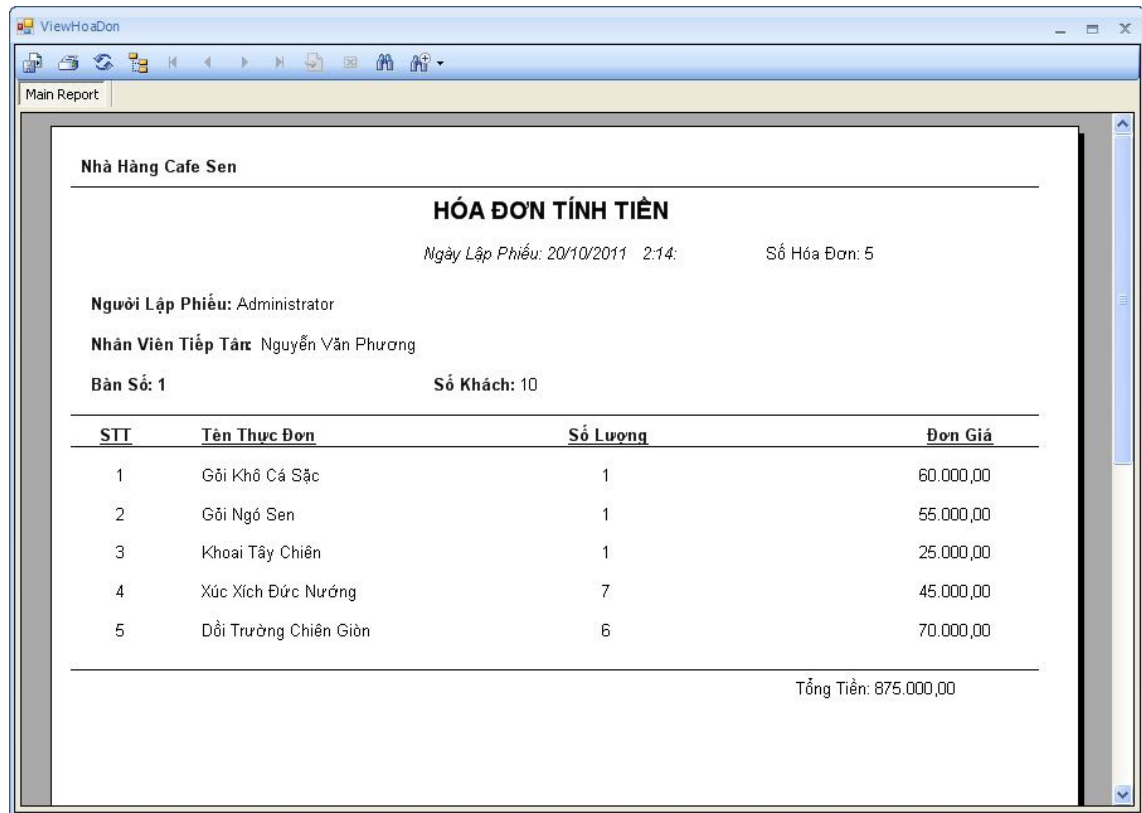 ViewHoaDon
Main Report
Nhà Hàng Cafe Sen
HÓA ĐƠN TÍNH TIỀN
Ngày Lập Phiếu: 20/10/2011 2:14: Số Hóa Đơn: 5
Người Lập Phiếu: Administrator
Nhân Viên Tiếp Tân: Nguyễn Văn Phương
Bàn Số: 1 Số Khách: 10
STT Tên Thực Đơn Số Lượng Đơn Giá
1 Gỏi Khô Cá Sặc 1 60.000,00
2 Gỏi Ngó Sen 1 55.000,00
3 Khoai Tây Chiên 1 25.000,00
4 Xúc Xích Đức Nướng 7 45.000,00
5 Dồi Trường Chiên Giòn 6 70.000,00
Tổng Tiền: 875.000,00